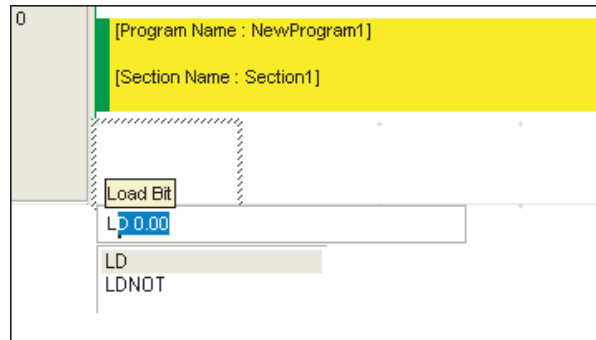 0
[Program Name : NewProgram1]
[Section Name : Section1]
Load Bit
LD 0.00
LD
LDNOT